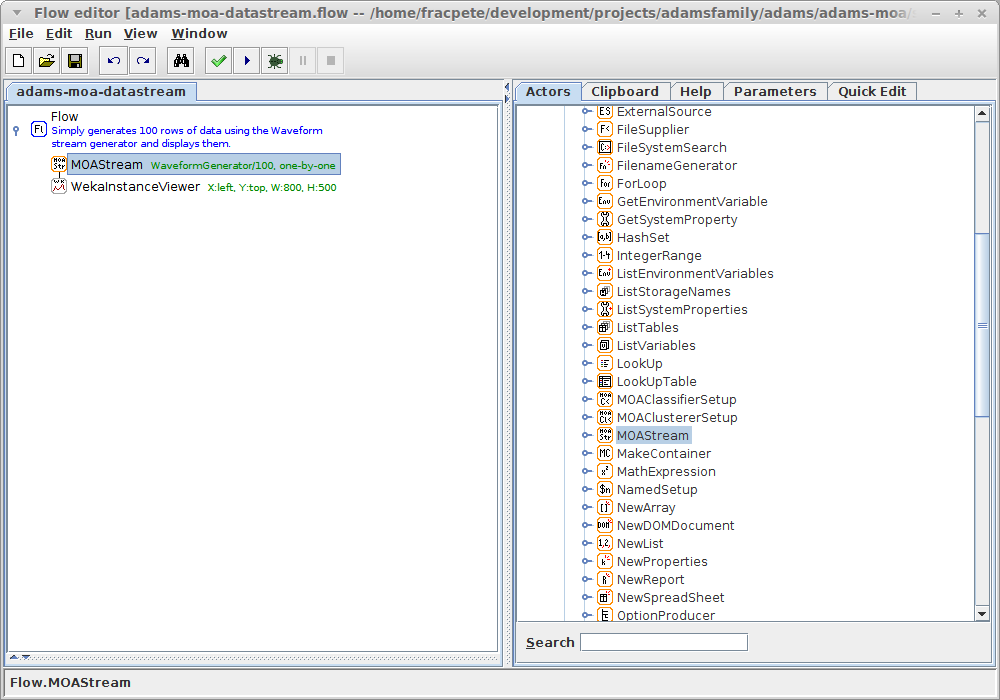 Flow editor [adams-moa-datastream.flow -- /home/fracpete/development/projects/adamsfamily/adams/adams-moa/
File Edit Run View Window
adams-moa-datastream
Flow
Simply generates 100 rows of data using the Waveform
stream generator and displays them.
MOAStream WaveformGenerator/100, one-by-one
WekaInstanceViewer X:left, Y:top, W:800, H:500
Actors Clipboard Help Parameters Quick Edit
ExternalSource
FileSupplier
FileSystemSearch
FilenameGenerator
ForLoop
GetEnvironmentVariable
GetSystemProperty
HashSet
IntegerRange
ListEnvironmentVariables
ListStorageNames
ListSystemProperties
ListTables
ListVariables
LookUp
LookUpTable
MOAClassifierSetup
MOAClustererSetup
MOAStream
MakeContainer
MathExpression
NamedSetup
NewArray
NewDOMDocument
NewList
NewProperties
NewReport
NewSpreadSheet
OptionProducer
Search
Flow.MOAStream